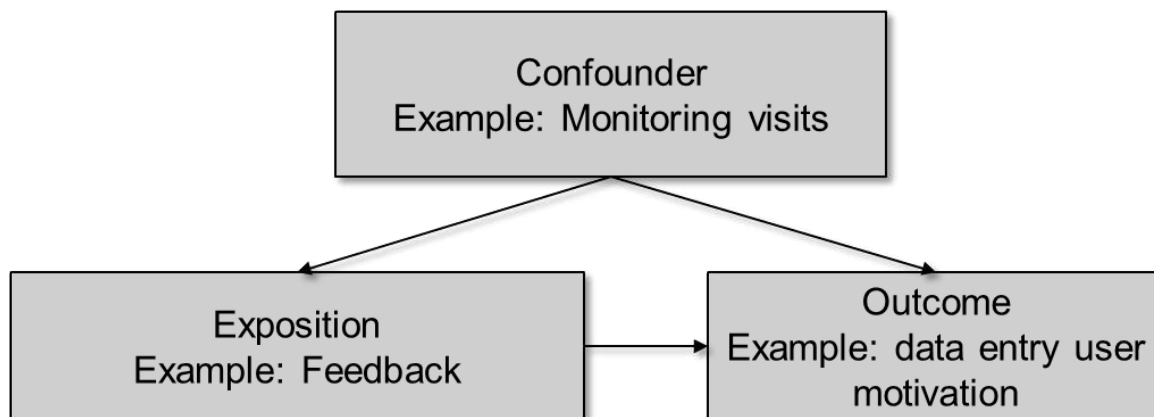 Confounder
Example: Monitoring visits
Exposition
Example: Feedback
Outcome
Example: data entry user
motivation